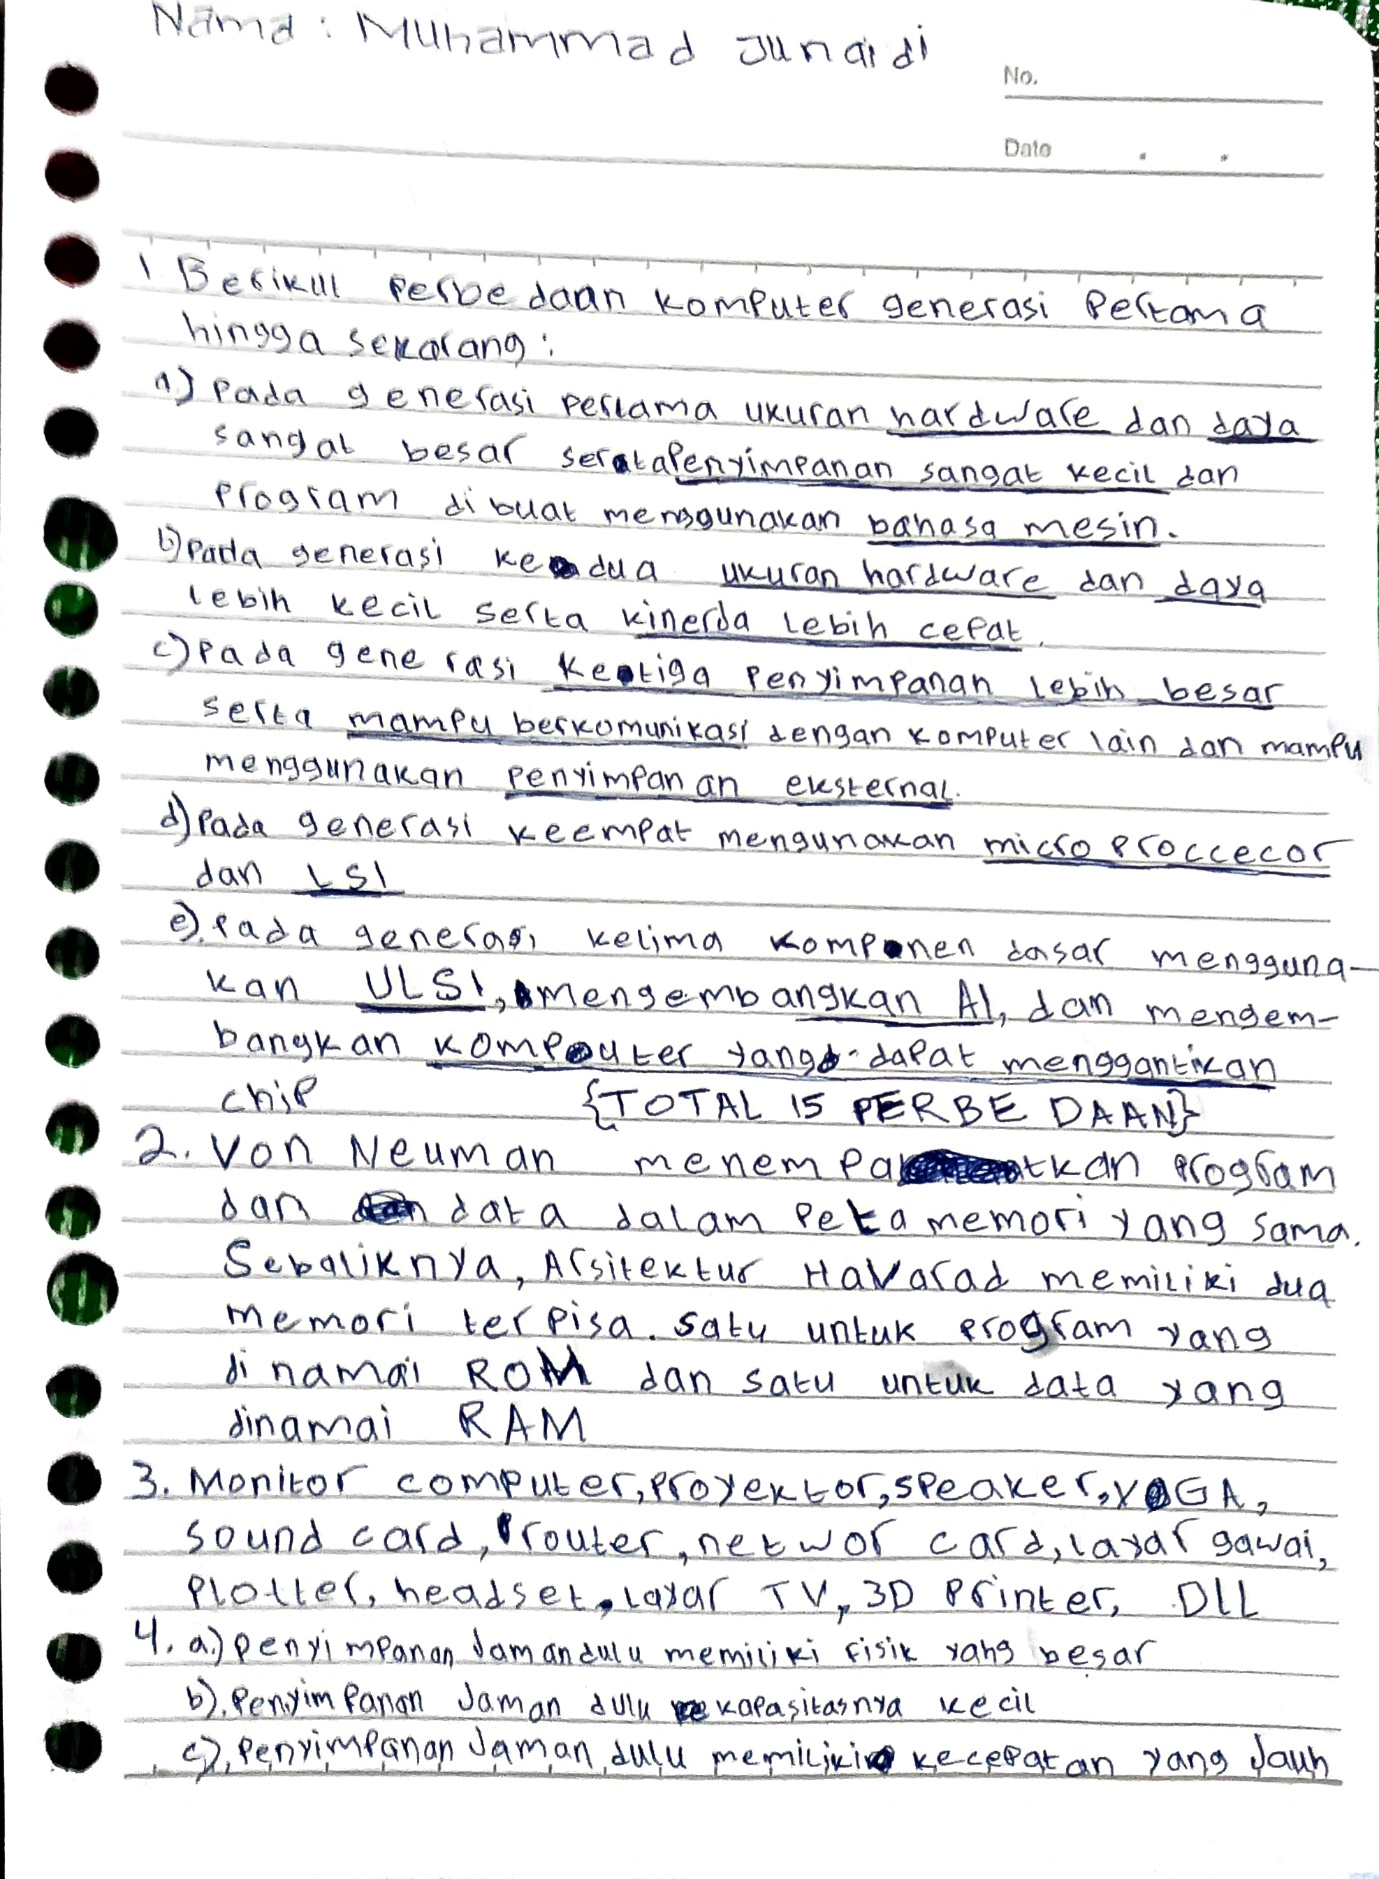 Nama : Muhammad Junaidi
No.
Date
1 Berikut perbedaan komputer generasi pertama
hingga sekarang :
a) Pada generasi pertama ukuran hardware dan daya
sangat besar serata penyimpanan sangat kecil dan
program dibuat menggunakan bahasa mesin.
b) Pada generasi kedua ukuran hardware dan daya
lebih kecil serta kinerja lebih cepat.
c) Pada generasi ketiga Penyimpanan lebih besar
serta mampu berkomunikasi dengan komputer lain dan mampu
menggunakan penyimpanan eksternal.
d) Pada generasi keempat mengunakan micro proccecor
dan LSI
e). Pada generasi kelima komponen dasar mengguna-
kan ULSI, mengembangkan AI, dan mengem-
bangkan komputer yang dapat menggantikan
chip {TOTAL 15 PERBEDAAN}
2. Von Neuman menempatkan program
dan data dalam peta memori yang sama.
Sebaliknya, Arsitektur Havarad memiliki dua
memori terpisa. satu untuk program yang
dinamai ROM dan satu untuk data yang
dinamai RAM
3. Monitor computer, proyektor, speaker, VGA,
sound card, router, networ card, layar gawai,
Plotter, headset, layar TV, 3D printer, DLL
4. a.) penyimpanan Jaman dulu memiliki fisik yang besar
b). Penyimpanan Jaman dulu kapasitasnya kecil
c). Penyimpanan Jaman dulu memiliki kecepatan yang Jauh